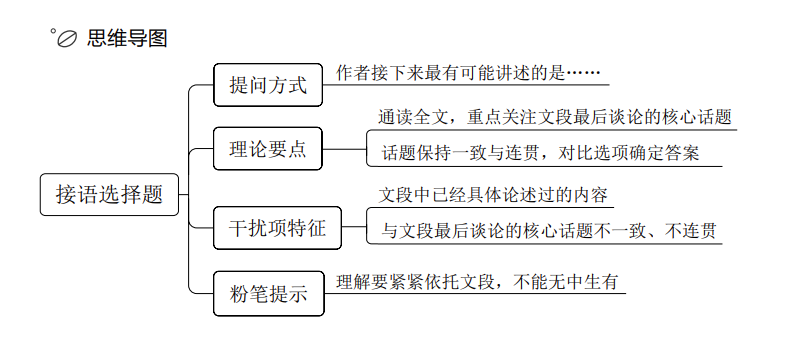 思维导图
接语选择题
提问方式
作者接下来最有可能讲述的是……
理论要点
通读全文，重点关注文段最后谈论的核心话题
话题保持一致与连贯，对比选项确定答案
干扰项特征
文段中已经具体论述过的内容
与文段最后谈论的核心话题不一致、不连贯
粉笔提示
理解要紧紧依托文段，不能无中生有